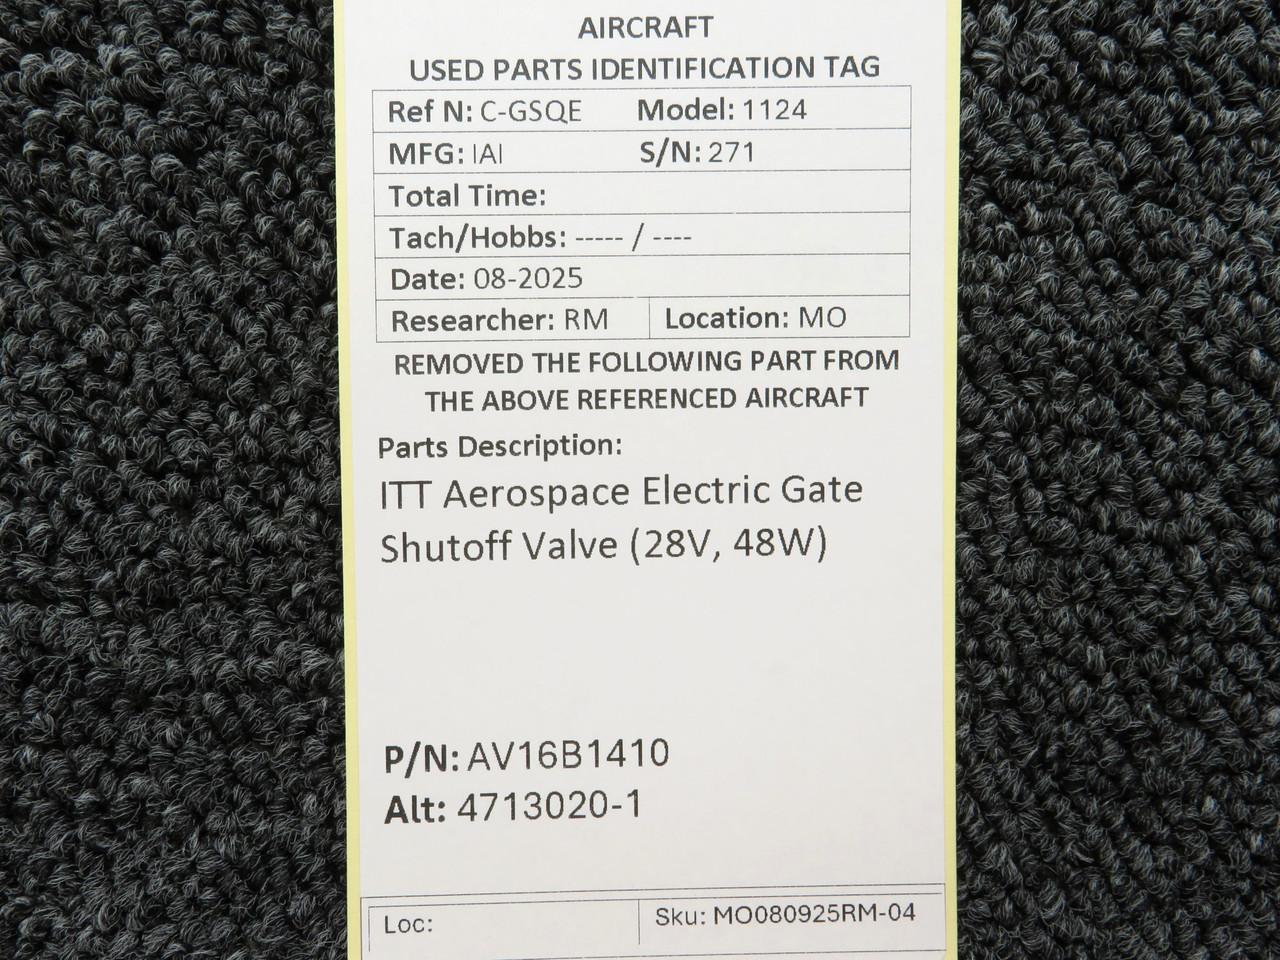 AIRCRAFT
USED PARTS IDENTIFICATION TAG
Ref N: C-GSQE Model: 1124
MFG: IAI S/N: 271
Total Time:
Tach/Hobbs: ----- / ----
Date: 08-2025
Researcher: RM Location: MO
REMOVED THE FOLLOWING PART FROM
THE ABOVE REFERENCED AIRCRAFT
Parts Description:
ITT Aerospace Electric Gate
Shutoff Valve (28V, 48W)
P/N: AV16B1410
Alt: 4713020-1
Loc: Sku: MO080925RM-04